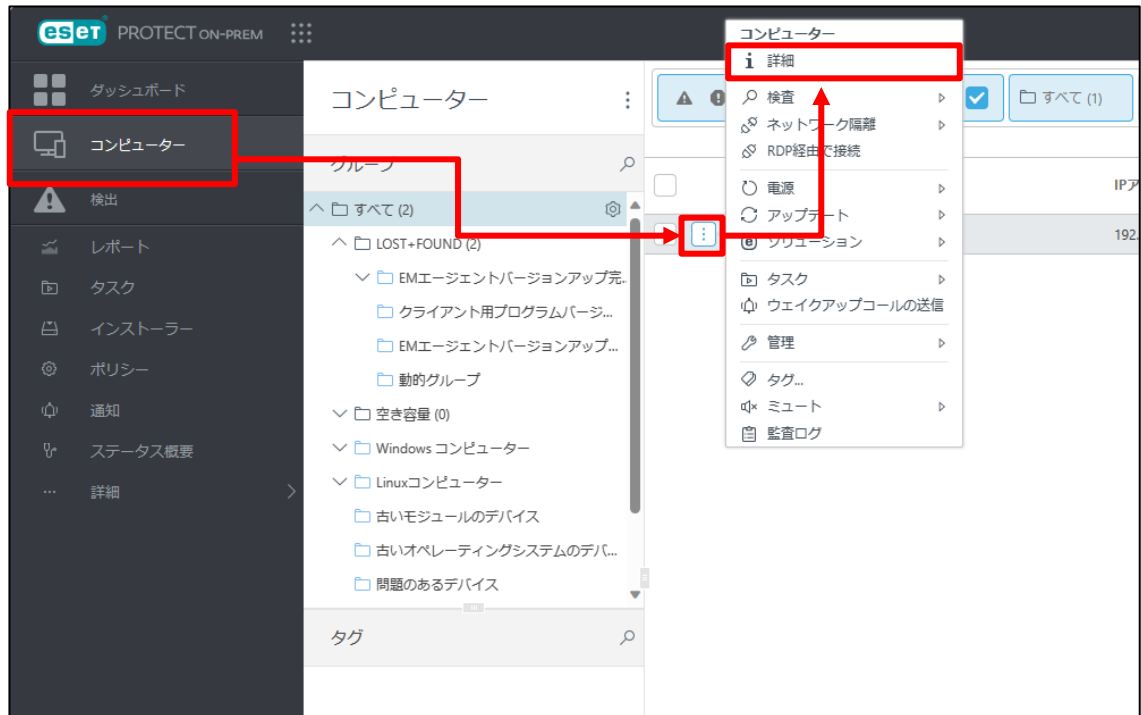 eset PROTECT ON-PREM
ダッシュボード
コンピューター
検出
レポート
タスク
インストーラー
ポリシー
通知
ステータス概要
詳細
コンピューター
グループ
すべて (2)
LOST+FOUND (2)
EMエージェントバージョンアップ完...
クライアント用プログラムバージ...
EMエージェントバージョンアップ...
動的グループ
空き容量 (0)
Windows コンピューター
Linuxコンピューター
古いモジュールのデバイス
古いオペレーティングシステムのデバ...
問題のあるデバイス
タグ
コンピューター
詳細
検査
ネットワーク隔離
RDP経由で接続
電源
アップデート
ソリューション
タスク
ウェイクアップコールの送信
管理
タグ...
ミュート
監査ログ
すべて (1)
IPア
192.